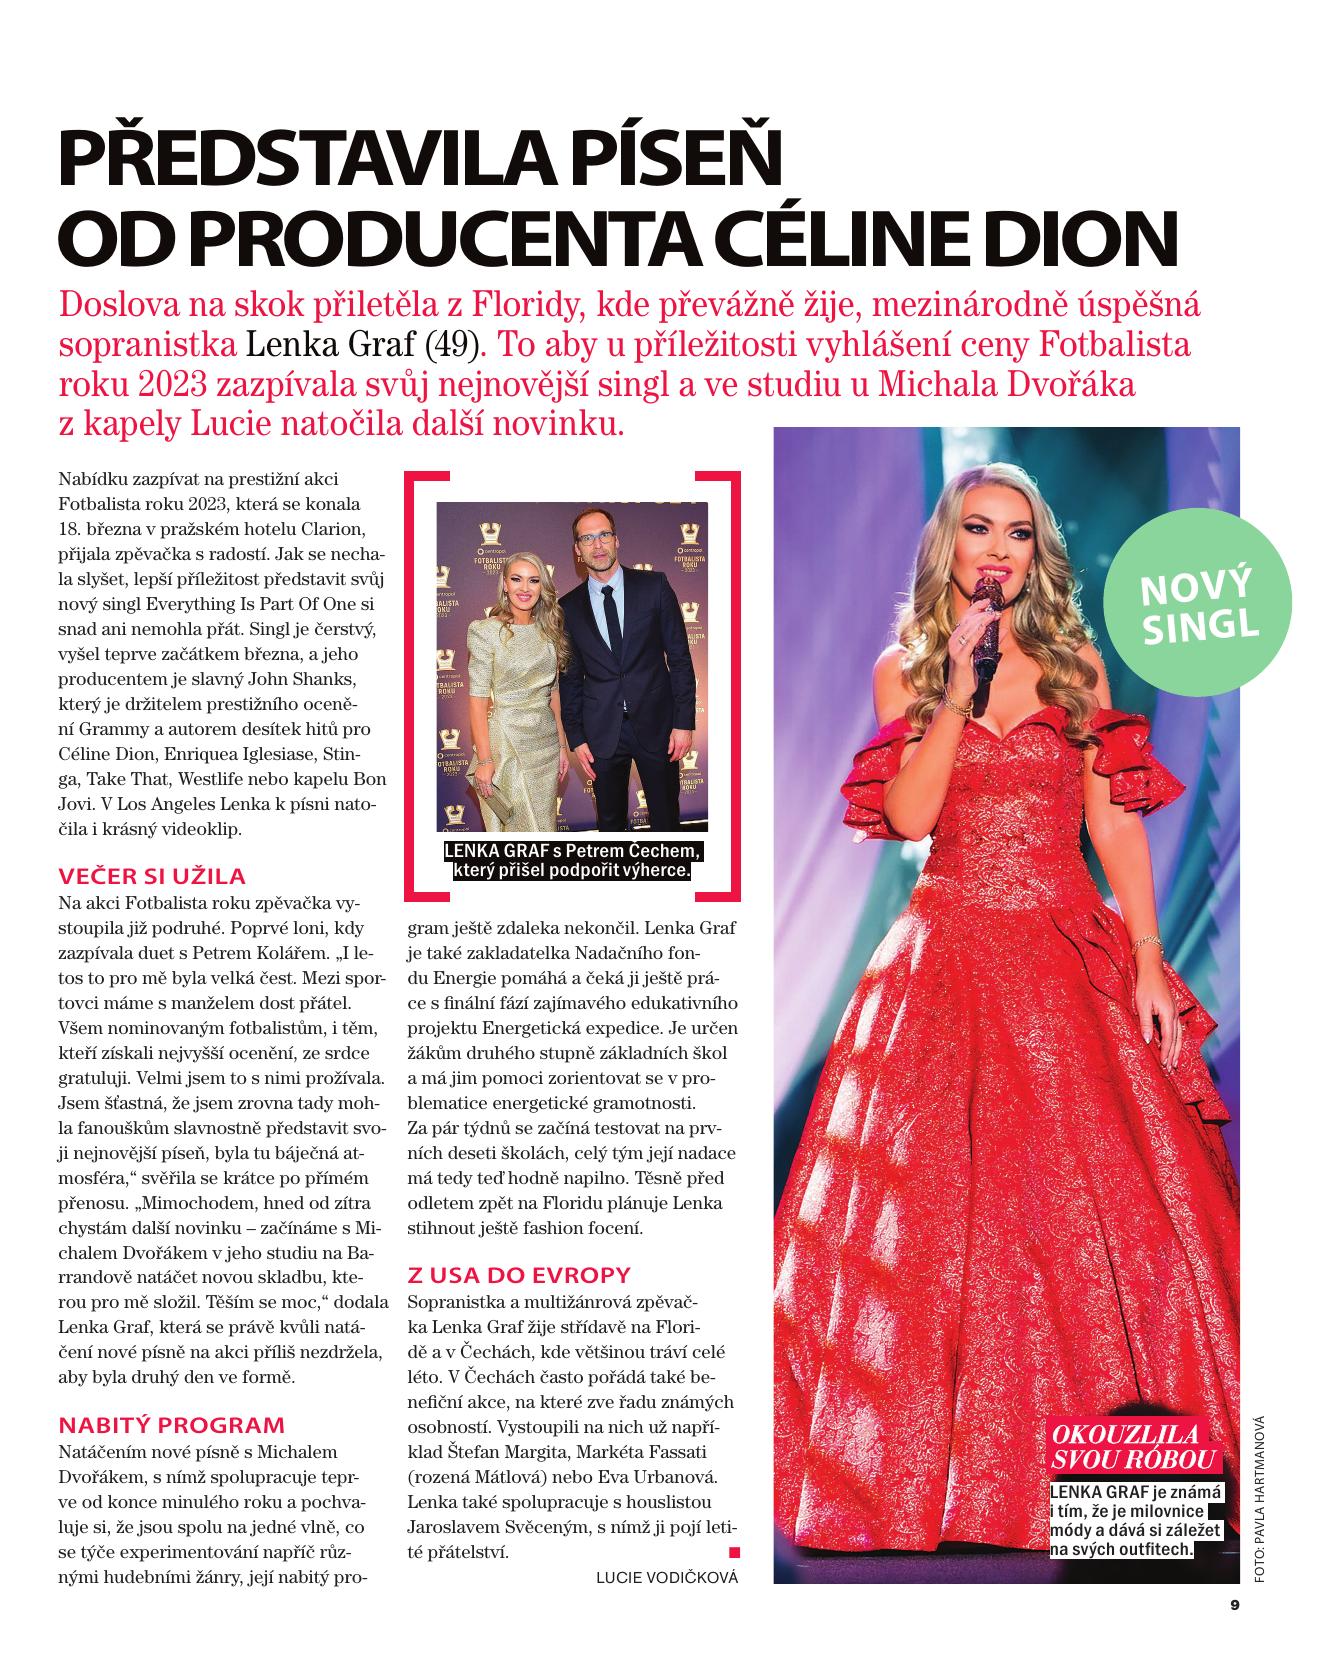 PŘEDSTAVILA PÍSEŇ
OD PRODUCENTA CÉLINE DION
Doslova na skok přiletěla z Floridy, kde převážně žije, mezinárodně úspěšná
sopranistka Lenka Graf (49). To aby u příležitosti vyhlášení ceny Fotbalista
roku 2023 zazpívala svůj nejnovější singl a ve studiu u Michala Dvořáka
z kapely Lucie natočila další novinku.
Nabídku zazpívat na prestižní akci
Fotbalista roku 2023, která se konala
18. března v pražském hotelu Clarion,
přijala zpěvačka s radostí. Jak se necha-
la slyšet, lepší příležitost představit svůj
nový singl Everything Is Part Of One si
snad ani nemohla přát. Singl je čerstvý,
vyšel teprve začátkem března, a jeho
producentem je slavný John Shanks,
který je držitelem prestižního oceně-
ní Grammy a autorem desítek hitů pro
Céline Dion, Enriquea Iglesiase, Stin-
ga, Take That, Westlife nebo kapelu Bon
Jovi. V Los Angeles Lenka k písni nato-
čila i krásný videoklip.
VEČER SI UŽILA
Na akci Fotbalista roku zpěvačka vy-
stoupila již podruhé. Poprvé loni, kdy
zazpívala duet s Petrem Kolářem. „I le-
tos to pro mě byla velká čest. Mezi spor-
tovci máme s manželem dost přátel.
Všem nominovaným fotbalistům, i těm,
kteří získali nejvyšší ocenění, ze srdce
gratuluji. Velmi jsem to s nimi prožívala.
Jsem šťastná, že jsem zrovna tady moh-
la fanouškům slavnostně představit svo-
ji nejnovější píseň, byla tu báječná at-
mosféra,“ svěřila se krátce po přímém
přenosu. „Mimochodem, hned od zítra
chystám další novinku – začínáme s Mi-
chalem Dvořákem v jeho studiu na Ba-
rrandově natáčet novou skladbu, kte-
rou pro mě složil. Těším se moc,“ dodala
Lenka Graf, která se právě kvůli natá-
čení nové písně na akci příliš nezdržela,
aby byla druhý den ve formě.
NABITÝ PROGRAM
Natáčením nové písně s Michalem
Dvořákem, s nímž spolupracuje tepr-
ve od konce minulého roku a pochva-
luje si, že jsou spolu na jedné vlně, co
se týče experimentování napříč růz-
nými hudebními žánry, její nabitý pro-
centropol
FOTBALISTA
ROKU
2023
LENKA GRAF s Petrem Čechem,
který přišel podpořit výherce.
gram ještě zdaleka nekončil. Lenka Graf
je také zakladatelka Nadačního fon-
du Energie pomáhá a čeká ji ještě prá-
ce s finální fází zajímavého edukativního
projektu Energetická expedice. Je určen
žákům druhého stupně základních škol
a má jim pomoci zorientovat se v pro-
blematice energetické gramotnosti.
Za pár týdnů se začíná testovat na prv-
ních deseti školách, celý tým její nadace
má tedy teď hodně napilno. Těsně před
odletem zpět na Floridu plánuje Lenka
stihnout ještě fashion focení.
Z USA DO EVROPY
Sopranistka a multižánrová zpěvač-
ka Lenka Graf žije střídavě na Flori-
dě a v Čechách, kde většinou tráví celé
léto. V Čechách často pořádá také be-
nefiční akce, na které zve řadu známých
osobností. Vystoupili na nich už napří-
klad Štefan Margita, Markéta Fassati
(rozená Mátlová) nebo Eva Urbanová.
Lenka také spolupracuje s houslistou
Jaroslavem Svěceným, s nímž ji pojí leti-
té přátelství.
LUCIE VODIČKOVÁ
NOVÝ
SINGL
OKOUZLILA
SVOU RÓBOU
LENKA GRAF je známá
i tím, že je milovnice
módy a dává si záležet
na svých outfitech.
FOTO: PAVLA HARTMANOVÁ
9